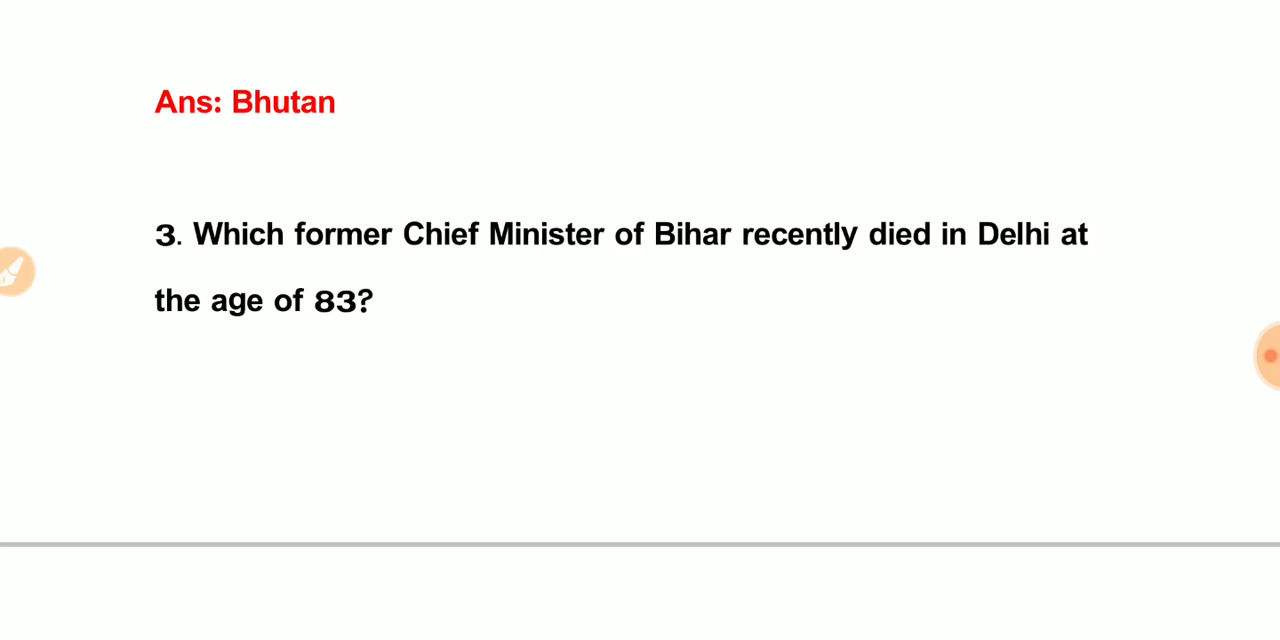 Ans: Bhutan
3. Which former Chief Minister of Bihar recently died in Delhi at
the age of 83?